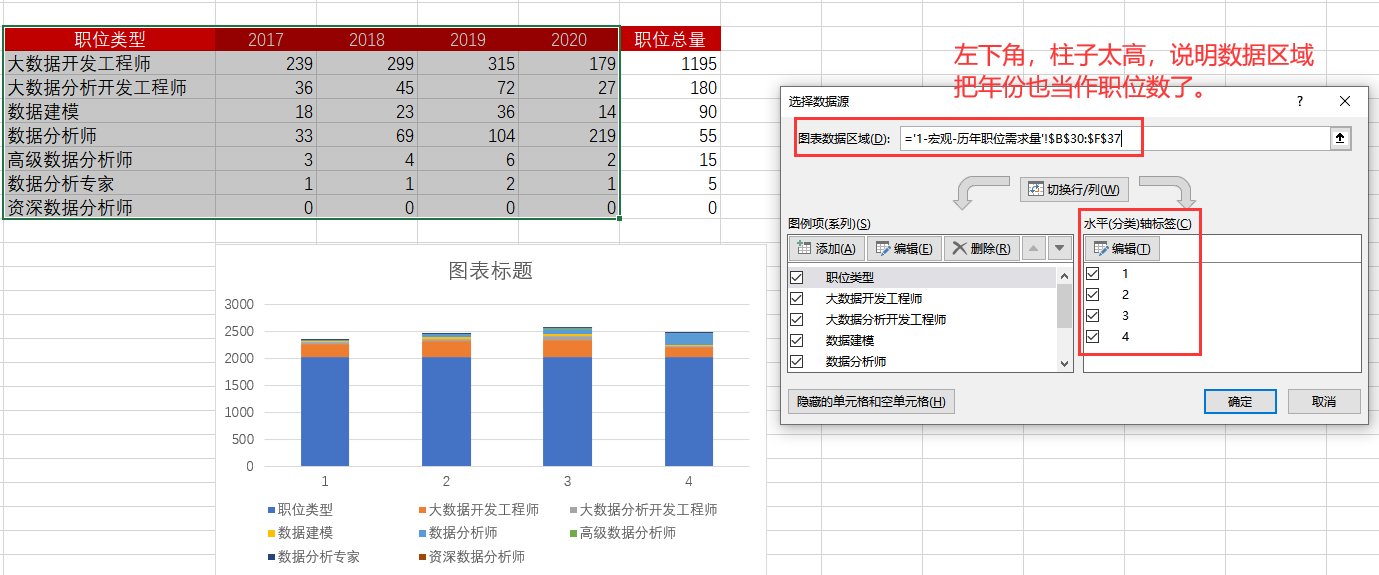 职位类型 2017 2018 2019 2020 职位总量
大数据开发工程师 239 299 315 179 1195
大数据分析开发工程师 36 45 72 27 180
数据建模 18 23 36 14 90
数据分析师 33 69 104 219 55
高级数据分析师 3 4 6 2 15
数据分析专家 1 1 2 1 5
资深数据分析师 0 0 0 0 0
左下角，柱子太高，说明数据区域
把年份也当作职位数了。
选择数据源 ?
图表数据区域(D): ='1-宏观-历年职位需求量'!$B$30:$F$37
切换行/列(W)
图例项(系列)(S)
添加(A) 编辑(E) 删除(R)
职位类型
大数据开发工程师
大数据分析开发工程师
数据建模
数据分析师
水平(分类)轴标签(C)
编辑(T)
1
2
3
4
隐藏的单元格和空单元格(H)
确定 取消
图表标题
3000
2500
2000
1500
1000
500
0
1 2 3 4
职位类型 大数据开发工程师 大数据分析开发工程师
数据建模 数据分析师 高级数据分析师
数据分析专家 资深数据分析师